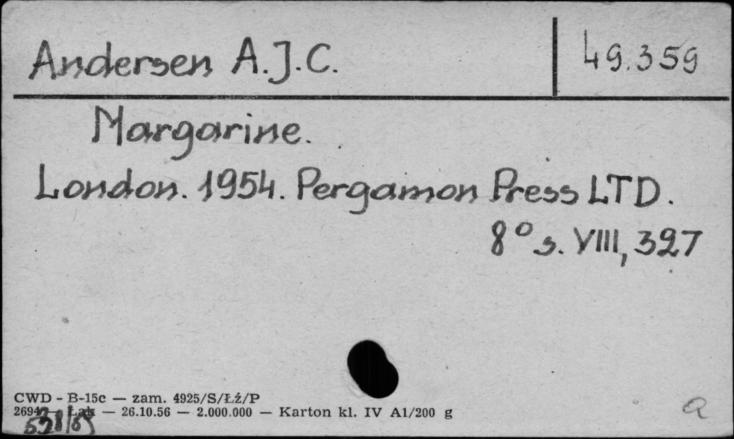 Andersen A.J.C.
49.359
Margarine.
London. 1954. Pergamon Press LTD.
8° s. VIII, 327
CWD - B-15c — zam. 4925/S/Łź/P
— 26.10.56 — 2.000.000 — Karton kl. IV A1/200 g
a